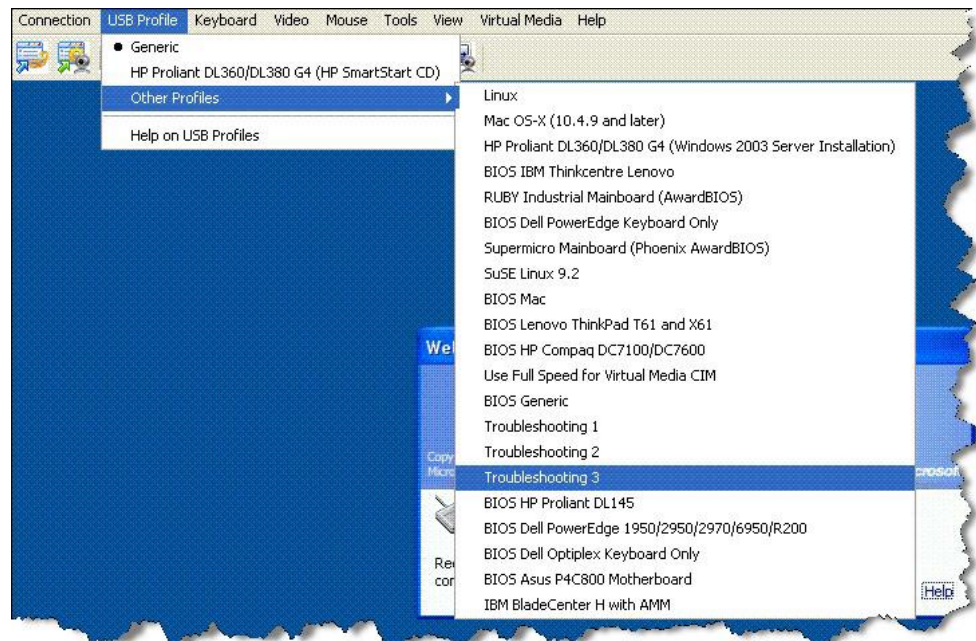 Connection USB Profile Keyboard Video Mouse Tools View Virtual Media Help
Generic
HP Proliant DL360/DL380 G4 (HP SmartStart CD)
Other Profiles
Help on USB Profiles
Linux
Mac OS-X (10.4.9 and later)
HP Proliant DL360/DL380 G4 (Windows 2003 Server Installation)
BIOS IBM Thinkcentre Lenovo
RUBY Industrial Mainboard (AwardBIOS)
BIOS Dell PowerEdge Keyboard Only
Supermicro Mainboard (Phoenix AwardBIOS)
SuSE Linux 9.2
BIOS Mac
BIOS Lenovo ThinkPad T61 and X61
BIOS HP Compaq DC7100/DC7600
Use Full Speed for Virtual Media CIM
BIOS Generic
Troubleshooting 1
Troubleshooting 2
Troubleshooting 3
BIOS HP Proliant DL145
BIOS Dell PowerEdge 1950/2950/2970/6950/R200
BIOS Dell Optiplex Keyboard Only
BIOS Asus P4C800 Motherboard
IBM BladeCenter H with AMM
Wel
Copy
Micro
crosof
Re
cor
Help